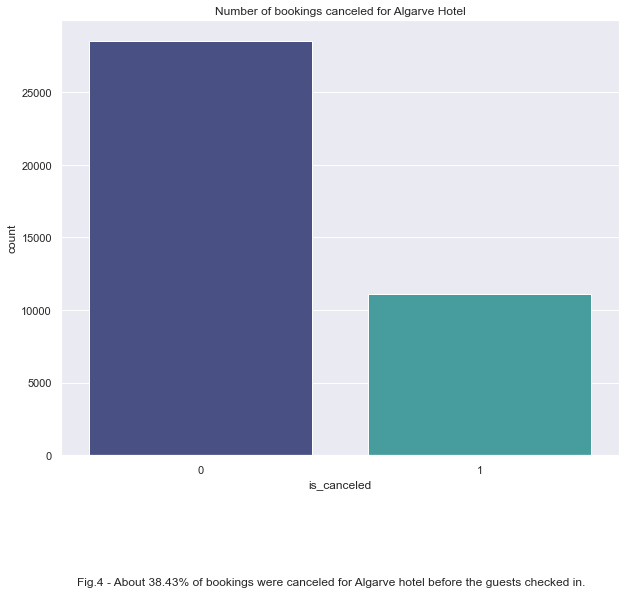 Number of bookings canceled for Algarve Hotel
25000
20000
15000
10000
5000
0
count
0 1
is_canceled
Fig.4 - About 38.43% of bookings were canceled for Algarve hotel before the guests checked in.